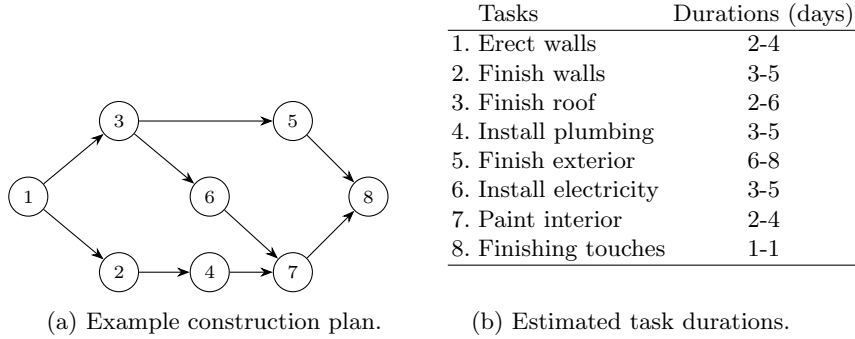 Tasks Durations (days)
1. Erect walls 2-4
2. Finish walls 3-5
3. Finish roof 2-6
4. Install plumbing 3-5
5. Finish exterior 6-8
6. Install electricity 3-5
7. Paint interior 2-4
8. Finishing touches 1-1
3 5
1 6 8
2 4 7
(a) Example construction plan.
(b) Estimated task durations.